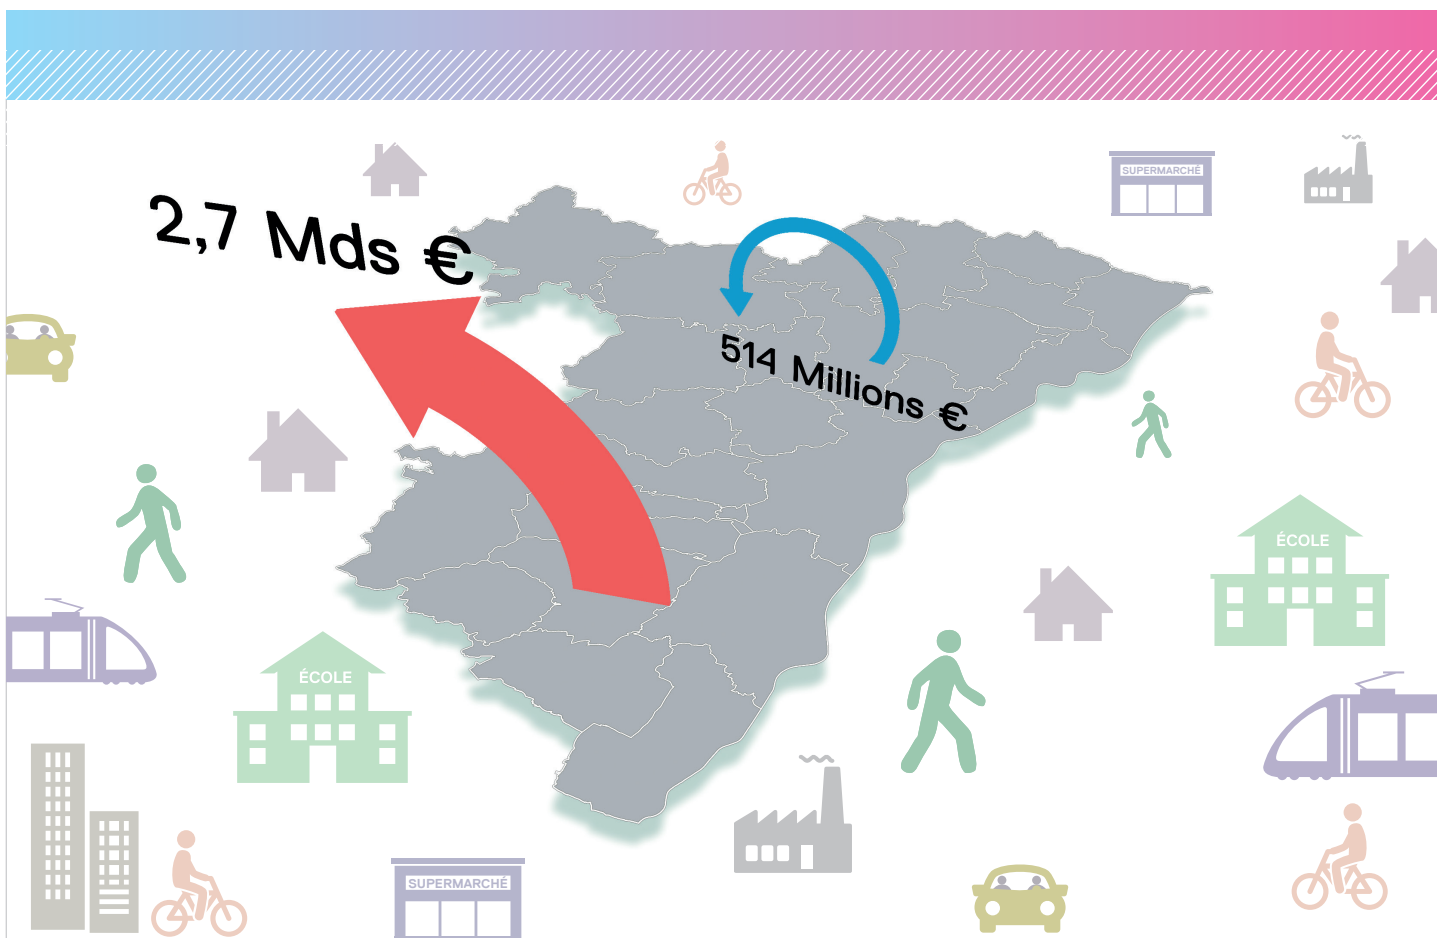 SUPERMARCHÉ
2,7 Mds €
514 Millions €
ÉCOLE
ÉCOLE
SUPERMARCHÉ